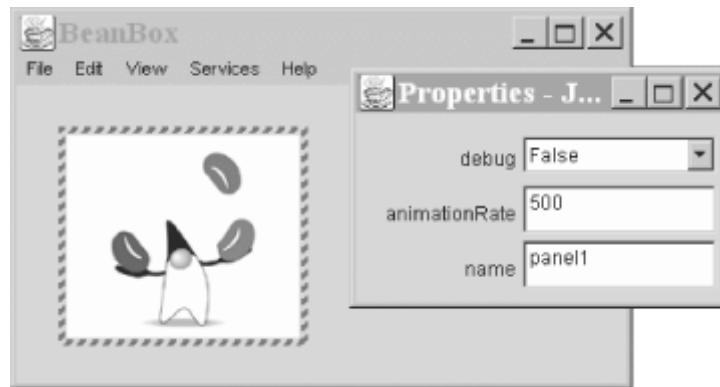 BeanBox
File Edit View Services Help
Properties - J...
debug False
animationRate 500
name panel1